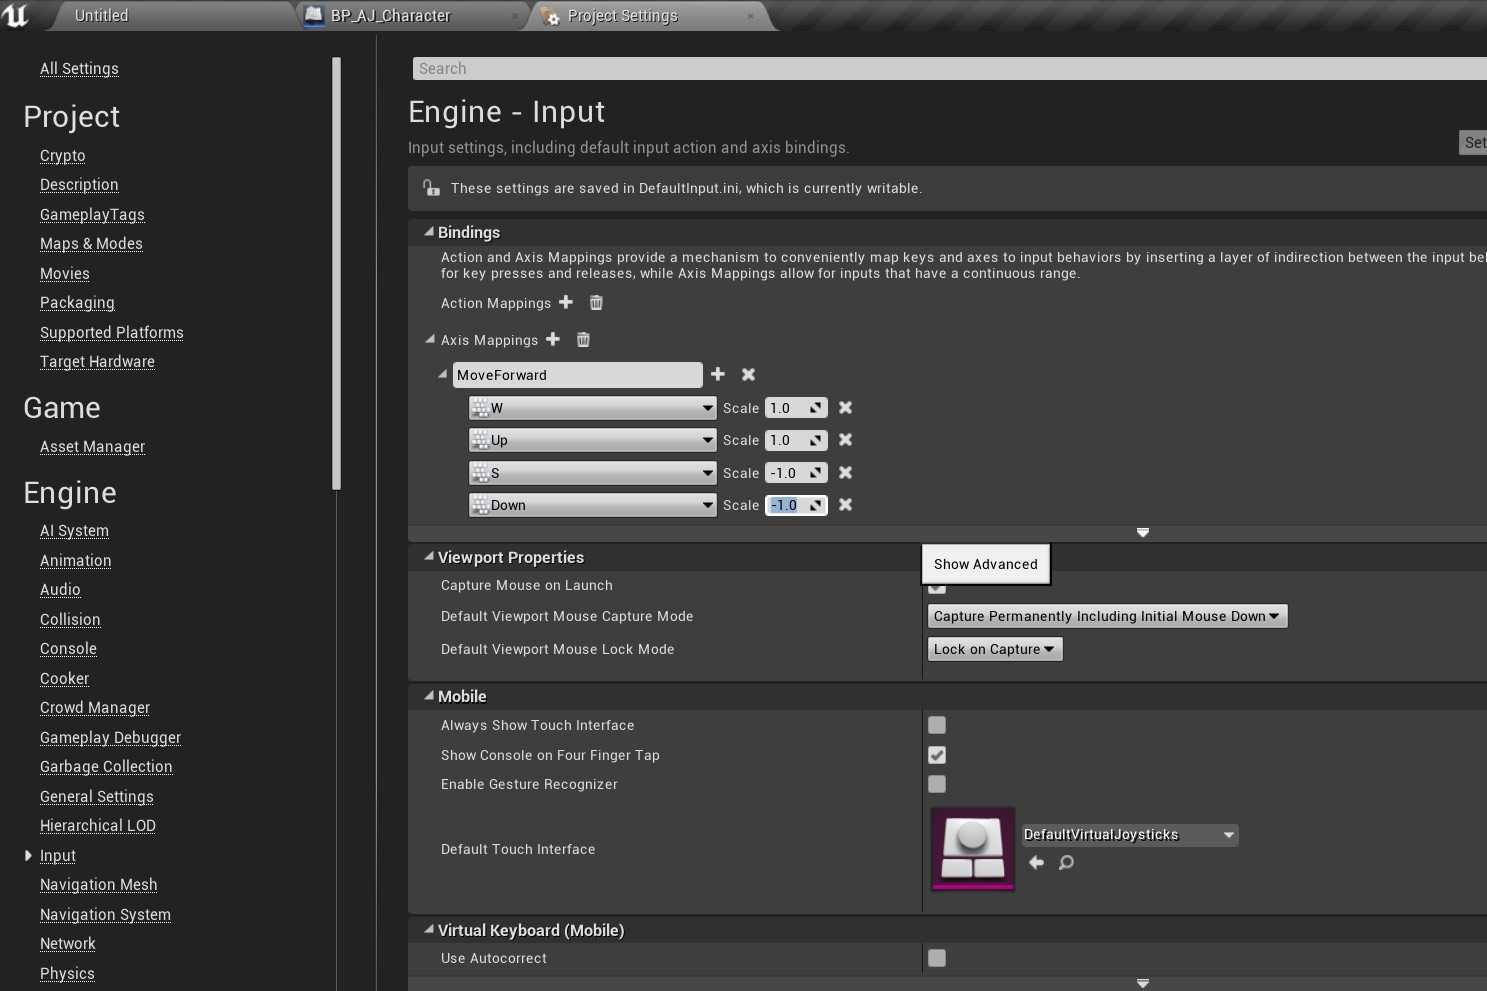 Untitled
BP_AJ_Character
Project Settings
All Settings
Project
Crypto
Description
GameplayTags
Maps & Modes
Movies
Packaging
Supported Platforms
Target Hardware
Game
Asset Manager
Engine
AI System
Animation
Audio
Collision
Console
Cooker
Crowd Manager
Gameplay Debugger
Garbage Collection
General Settings
Hierarchical LOD
Input
Navigation Mesh
Navigation System
Network
Physics
Search
Engine - Input
Input settings, including default input action and axis bindings.
Set
These settings are saved in DefaultInput.ini, which is currently writable.
Bindings
Action and Axis Mappings provide a mechanism to conveniently map keys and axes to input behaviors by inserting a layer of indirection between the input bel
for key presses and releases, while Axis Mappings allow for inputs that have a continuous range.
Action Mappings
Axis Mappings
MoveForward
W Scale 1.0
Up Scale 1.0
S Scale -1.0
Down Scale -1.0
Viewport Properties
Show Advanced
Capture Mouse on Launch
Default Viewport Mouse Capture Mode Capture Permanently Including Initial Mouse Down
Default Viewport Mouse Lock Mode Lock on Capture
Mobile
Always Show Touch Interface
Show Console on Four Finger Tap
Enable Gesture Recognizer
Default Touch Interface DefaultVirtualJoysticks
Virtual Keyboard (Mobile)
Use Autocorrect